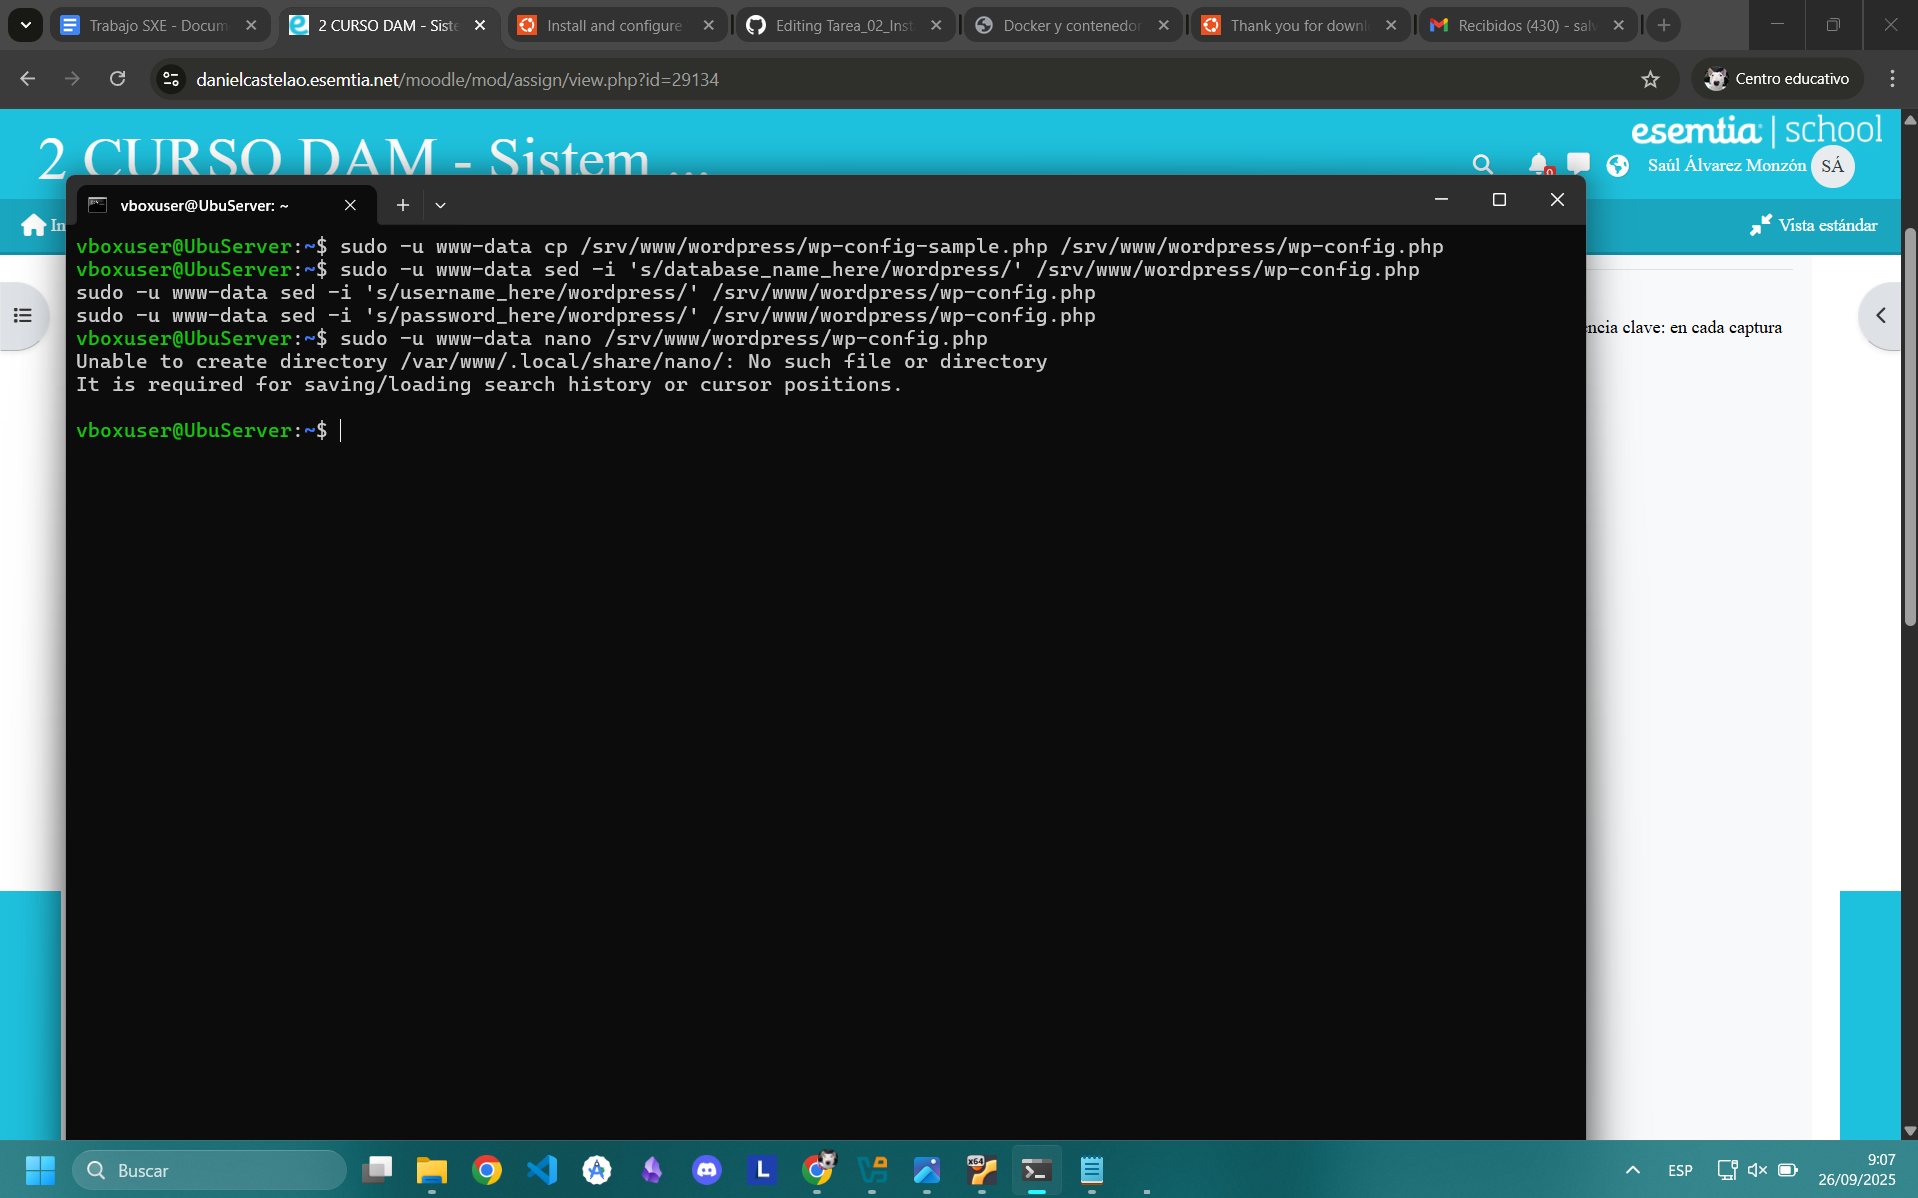 Trabajo SXE - Docum
2 CURSO DAM - Siste
Install and configure
Editing Tarea_02_Inst
Docker y contenedor
Thank you for downl
Recibidos (430) - salv
danielcastelao.esemtia.net/moodle/mod/assign/view.php?id=29134
Centro educativo
esemtia | school
2 CURSO DAM - Sistem ...
0
Saúl Álvarez Monzón
SÁ
In
Vista estándar
vboxuser@UbuServer: ~
vboxuser@UbuServer:~$ sudo -u www-data cp /srv/www/wordpress/wp-config-sample.php /srv/www/wordpress/wp-config.php
vboxuser@UbuServer:~$ sudo -u www-data sed -i 's/database_name_here/wordpress/' /srv/www/wordpress/wp-config.php
sudo -u www-data sed -i 's/username_here/wordpress/' /srv/www/wordpress/wp-config.php
sudo -u www-data sed -i 's/password_here/wordpress/' /srv/www/wordpress/wp-config.php
vboxuser@UbuServer:~$ sudo -u www-data nano /srv/www/wordpress/wp-config.php
Unable to create directory /var/www/.local/share/nano/: No such file or directory
It is required for saving/loading search history or cursor positions.
vboxuser@UbuServer:~$
encia clave: en cada captura
Buscar
L
x64
ESP
9:07
26/09/2025